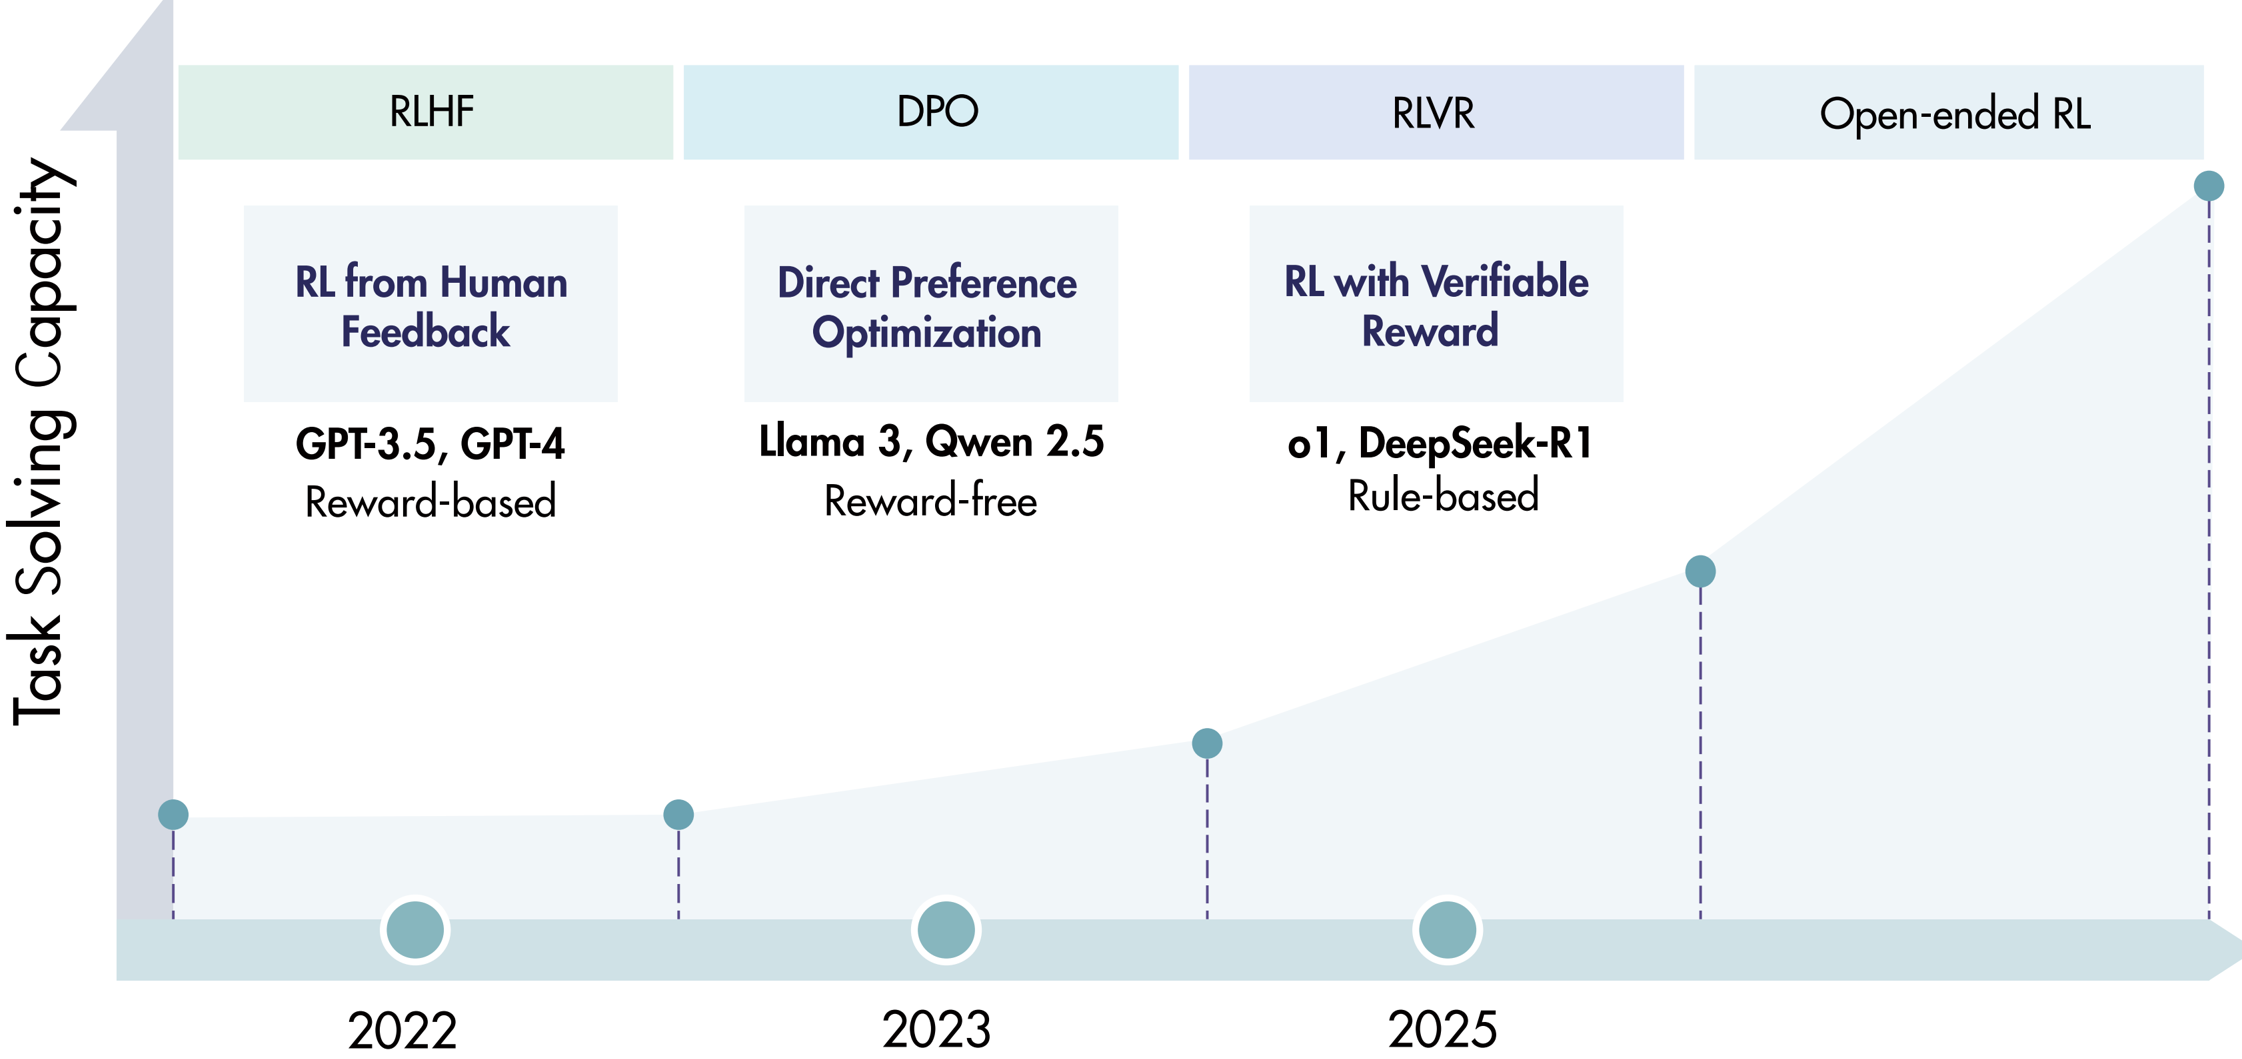 Task Solving Capacity
RLHF
DPO
RLVR
Open-ended RL
RL from Human
Feedback
GPT-3.5, GPT-4
Reward-based
Direct Preference
Optimization
Llama 3, Qwen 2.5
Reward-free
RL with Verifiable
Reward
o1, DeepSeek-R1
Rule-based
2022
2023
2025